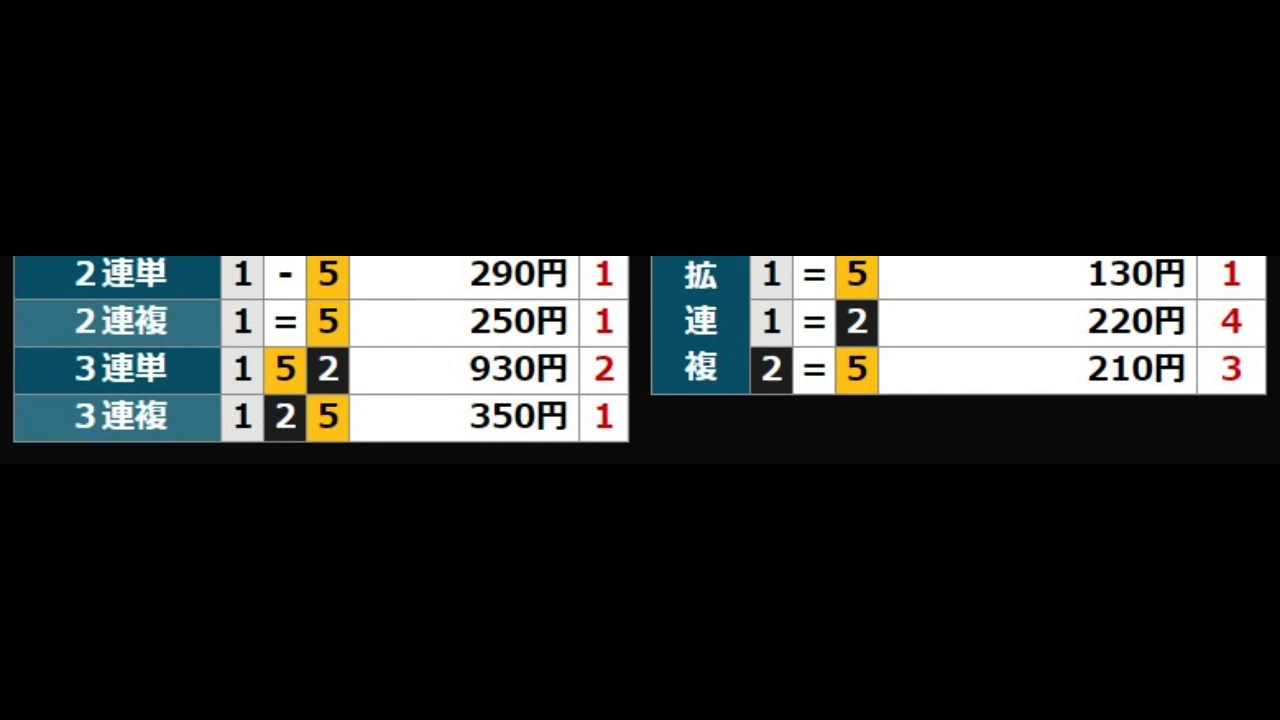 ２連単 1 - 5 290円 1
２連複 1 = 5 250円 1
３連単 1 5 2 930円 2
３連複 1 2 5 350円 1
拡 1 = 5 130円 1
連 1 = 2 220円 4
複 2 = 5 210円 3